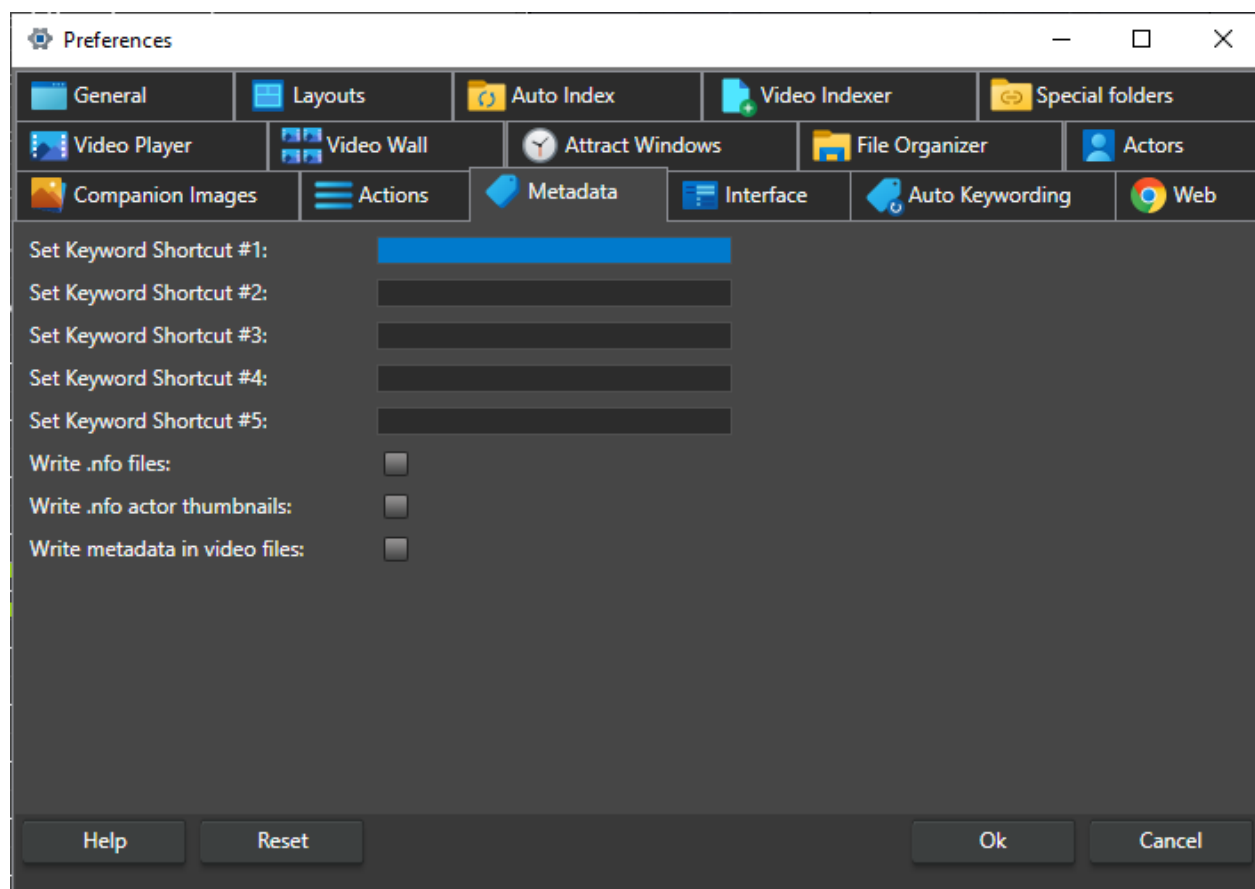 Preferences
General Layouts Auto Index Video Indexer Special folders
Video Player Video Wall Attract Windows File Organizer Actors
Companion Images Actions Metadata Interface Auto Keywording Web
Set Keyword Shortcut #1:
Set Keyword Shortcut #2:
Set Keyword Shortcut #3:
Set Keyword Shortcut #4:
Set Keyword Shortcut #5:
Write .nfo files:
Write .nfo actor thumbnails:
Write metadata in video files:
Help Reset Ok Cancel